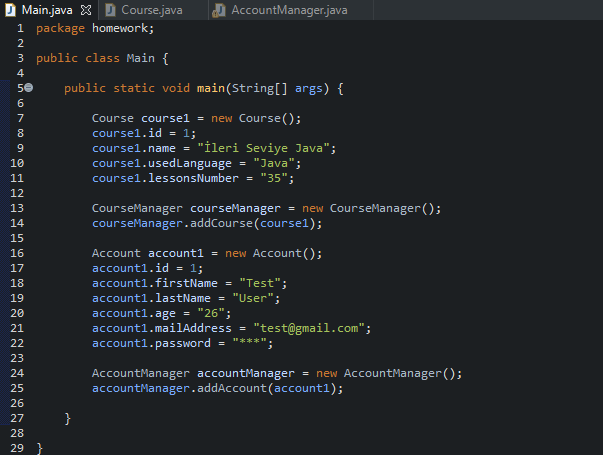 Main.java Course.java AccountManager.java
1 package homework;
2
3 public class Main {
4
5 public static void main(String[] args) {
6
7 Course course1 = new Course();
8 course1.id = 1;
9 course1.name = "İleri Seviye Java";
10 course1.usedLanguage = "Java";
11 course1.lessonsNumber = "35";
12
13 CourseManager courseManager = new CourseManager();
14 courseManager.addCourse(course1);
15
16 Account account1 = new Account();
17 account1.id = 1;
18 account1.firstName = "Test";
19 account1.lastName = "User";
20 account1.age = "26";
21 account1.mailAddress = "test@gmail.com";
22 account1.password = "***";
23
24 AccountManager accountManager = new AccountManager();
25 accountManager.addAccount(account1);
26
27 }
28
29 }